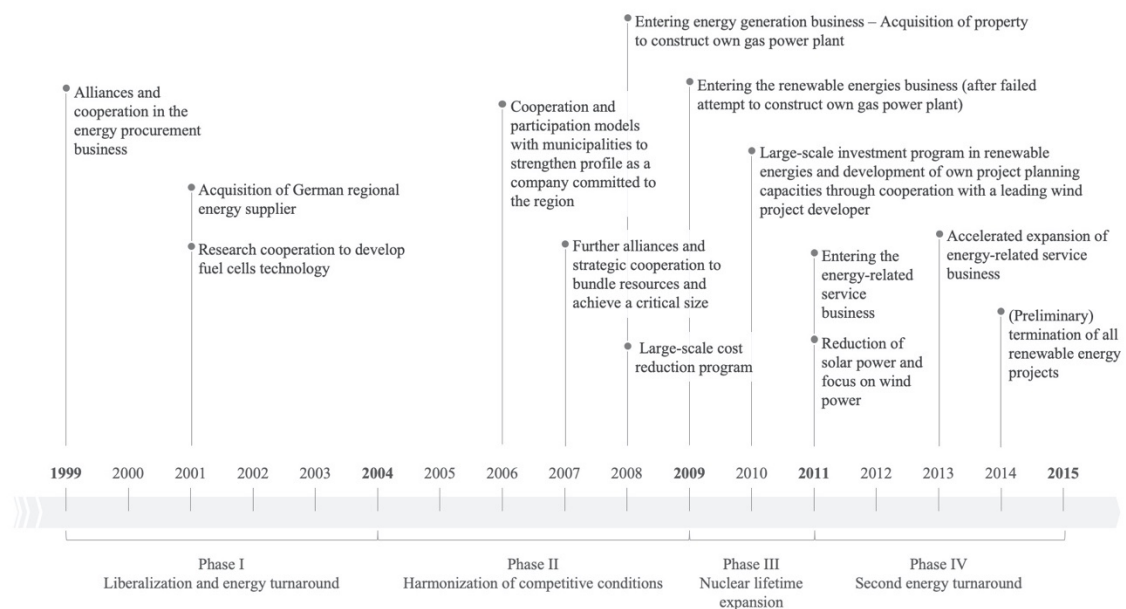 Entering energy generation business – Acquisition of property
to construct own gas power plant
Alliances and
cooperation in the
energy procurement
business
Entering the renewable energies business (after failed
attempt to construct own gas power plant)
Cooperation and
participation models
with municipalities to
strengthen profile as a
company committed to
the region
Large-scale investment program in renewable
energies and development of own project planning
capacities through cooperation with a leading wind
project developer
Acquisition of German regional
energy supplier
Research cooperation to develop
fuel cells technology
Further alliances and
strategic cooperation to
bundle resources and
achieve a critical size
Accelerated expansion of
energy-related service
business
Entering the
energy-related
service
business
(Preliminary)
termination of all
renewable energy
projects
Large-scale cost
reduction program
Reduction of
solar power and
focus on wind
power
1999 2000 2001 2002 2003 2004 2005 2006 2007 2008 2009 2010 2011 2012 2013 2014 2015
Phase I
Liberalization and energy turnaround
Phase II
Harmonization of competitive conditions
Phase III
Nuclear lifetime
expansion
Phase IV
Second energy turnaround